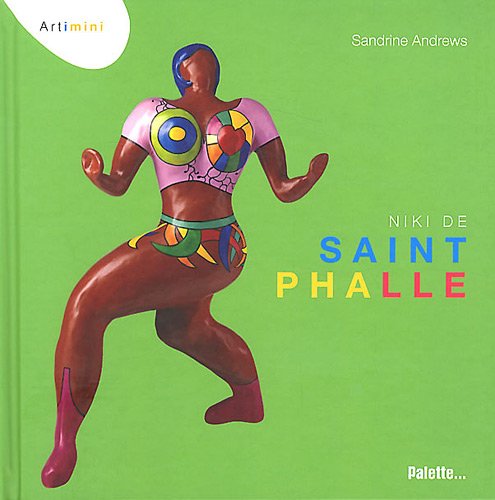 Artimini
Sandrine Andrews
NIKI DE
SAINT
PHALLE
Palette...